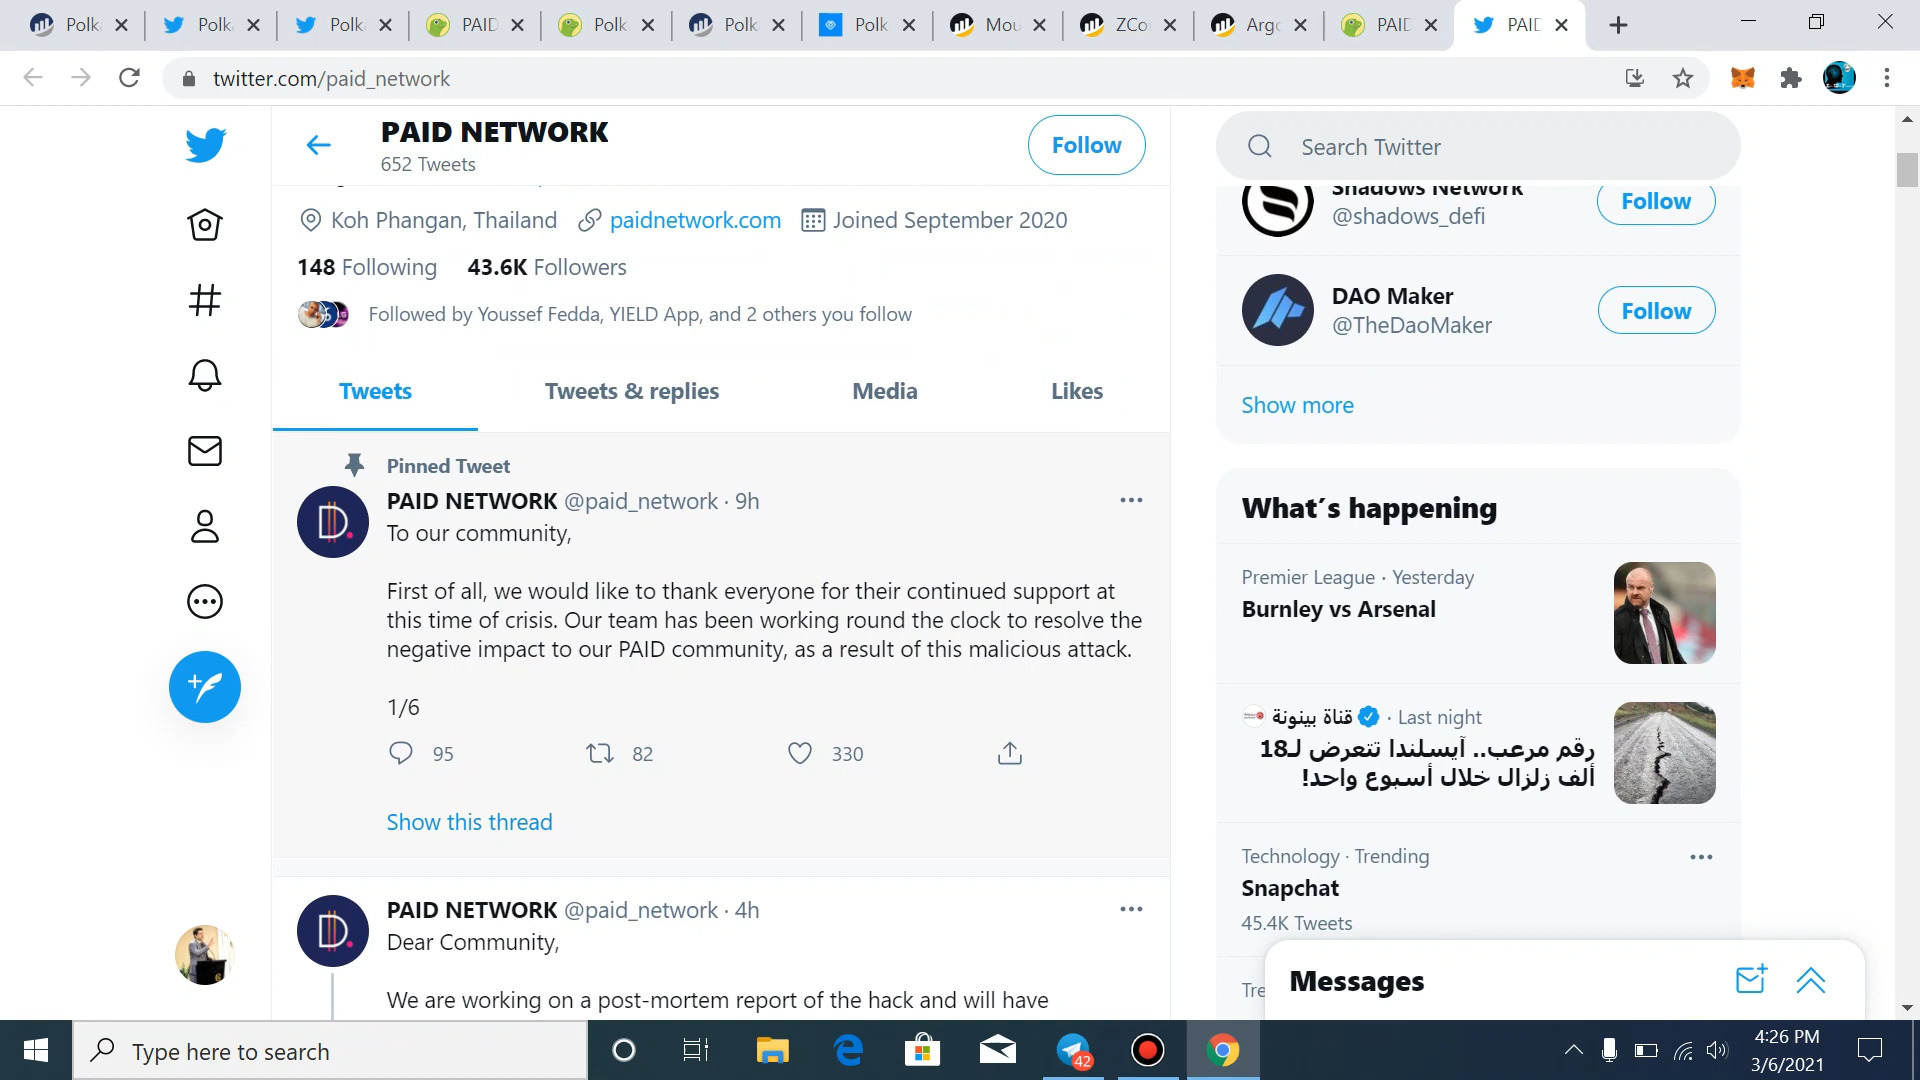 Polk
Polk
Polk
PAID
Polk
Polk
Polk
Mou
ZCo
Argo
PAID
PAID
twitter.com/paid_network
PAID NETWORK
652 Tweets
Follow
Koh Phangan, Thailand
paidnetwork.com
Joined September 2020
148 Following 43.6K Followers
Followed by Youssef Fedda, YIELD App, and 2 others you follow
Tweets
Tweets & replies
Media
Likes
Pinned Tweet
PAID NETWORK @paid_network · 9h
To our community,
First of all, we would like to thank everyone for their continued support at
this time of crisis. Our team has been working round the clock to resolve the
negative impact to our PAID community, as a result of this malicious attack.
1/6
95
82
330
Show this thread
PAID NETWORK @paid_network · 4h
Dear Community,
We are working on a post-mortem report of the hack and will have
Search Twitter
Shadows Network
@shadows_defi
Follow
DAO Maker
@TheDaoMaker
Follow
Show more
What's happening
Premier League · Yesterday
Burnley vs Arsenal
قناة بينونة · Last night
رقم مرعب.. آيسلندا تتعرض لـ18
ألف زلزال خلال أسبوع واحد!
Technology · Trending
Snapchat
45.4K Tweets
Tre
Messages
Type here to search
42
4:26 PM
3/6/2021